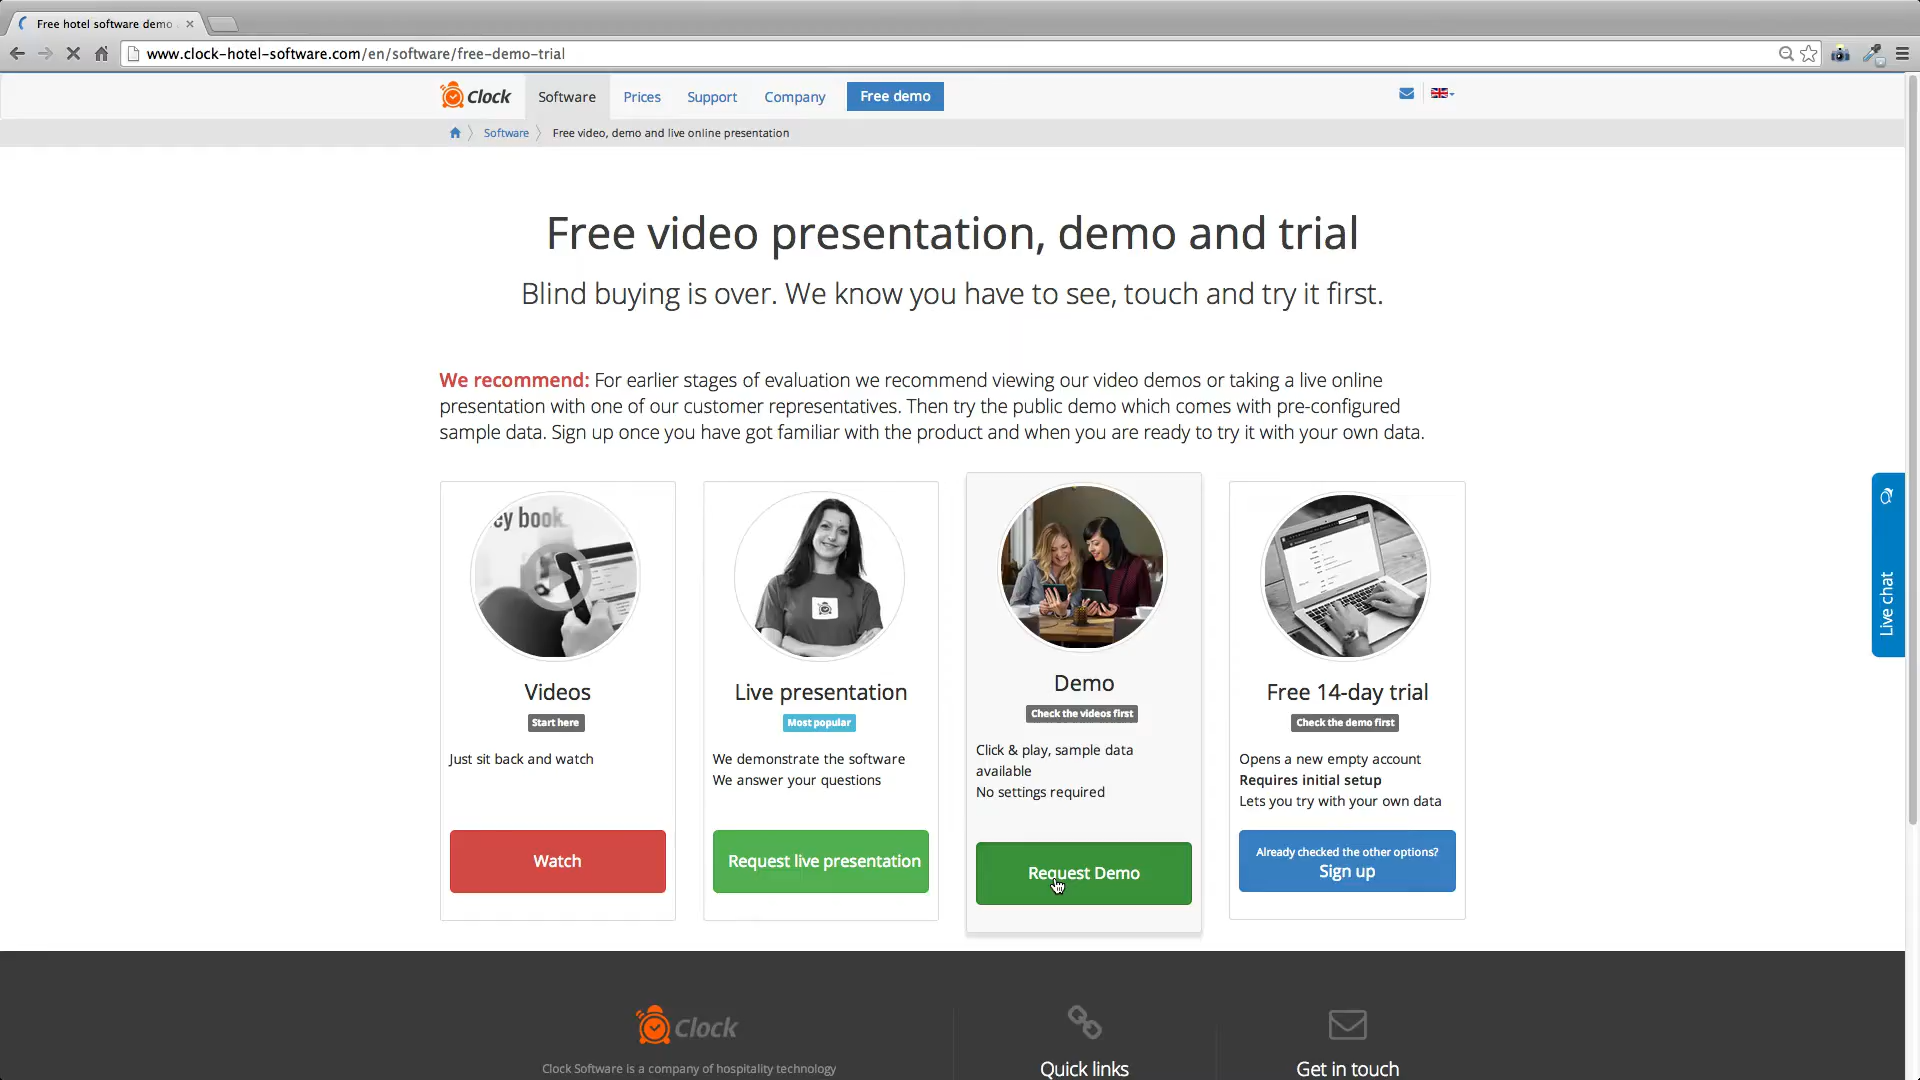 Free hotel software demo
www.clock-hotel-software.com/en/software/free-demo-trial
Clock
Software
Prices
Support
Company
Free demo
Software
Free video, demo and live online presentation
Free video presentation, demo and trial
Blind buying is over. We know you have to see, touch and try it first.
We recommend: For earlier stages of evaluation we recommend viewing our video demos or taking a live online
presentation with one of our customer representatives. Then try the public demo which comes with pre-configured
sample data. Sign up once you have got familiar with the product and when you are ready to try it with your own data.
ey book
Videos
Start here
Just sit back and watch
Watch
Live presentation
Most popular
We demonstrate the software
We answer your questions
Request live presentation
Demo
Check the videos first
Click & play, sample data
available
No settings required
Request Demo
Free 14-day trial
Check the demo first
Opens a new empty account
Requires initial setup
Lets you try with your own data
Already checked the other options?
Sign up
Live chat
Clock
Clock Software is a company of hospitality technology
Quick links
Get in touch